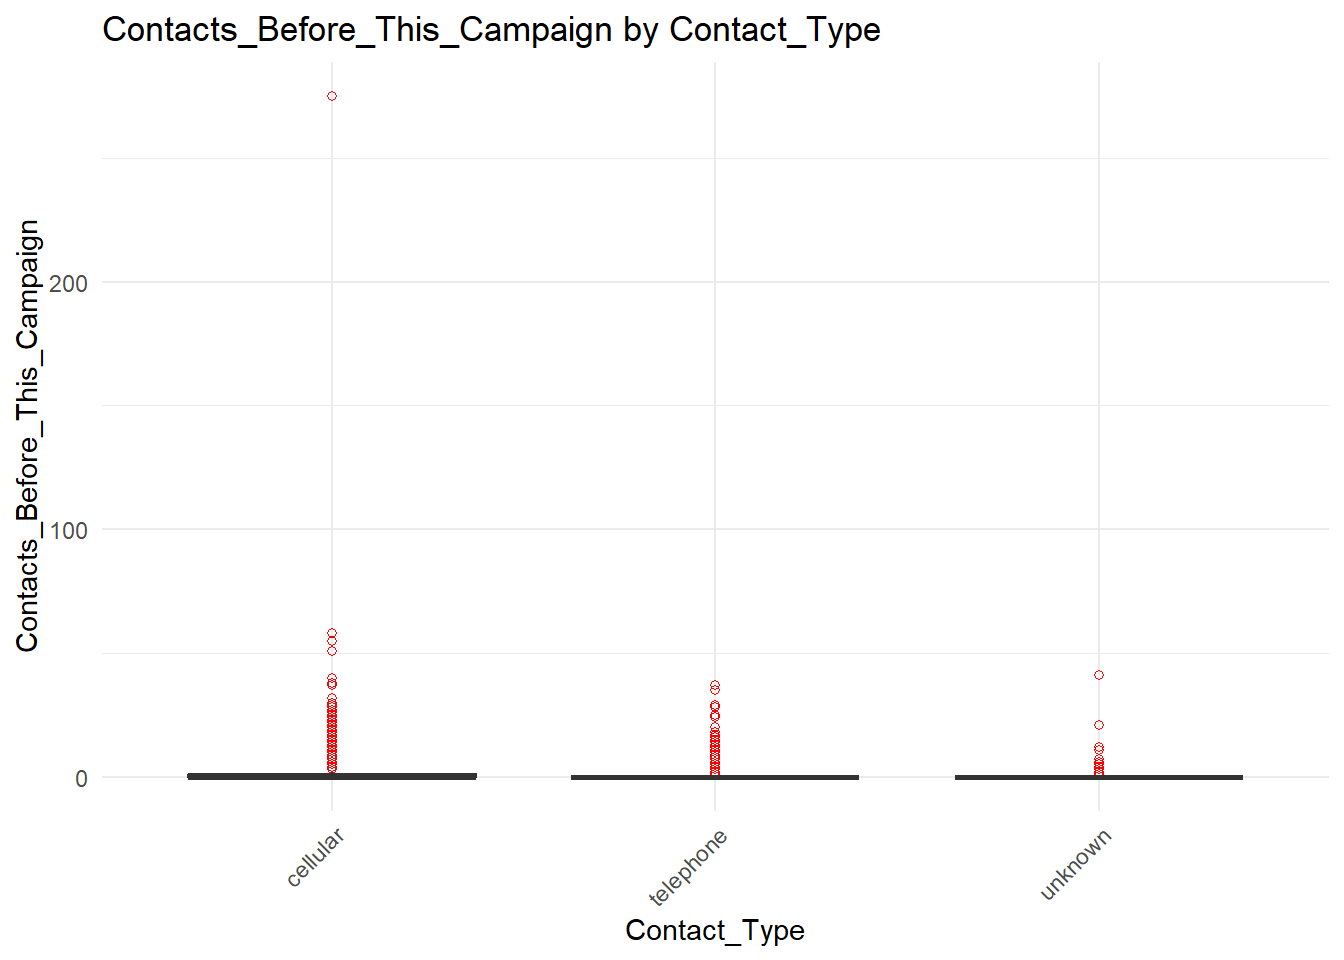 Contacts_Before_This_Campaign by Contact_Type
Contacts_Before_This_Campaign
200
100
0
cellular
telephone
unknown
Contact_Type